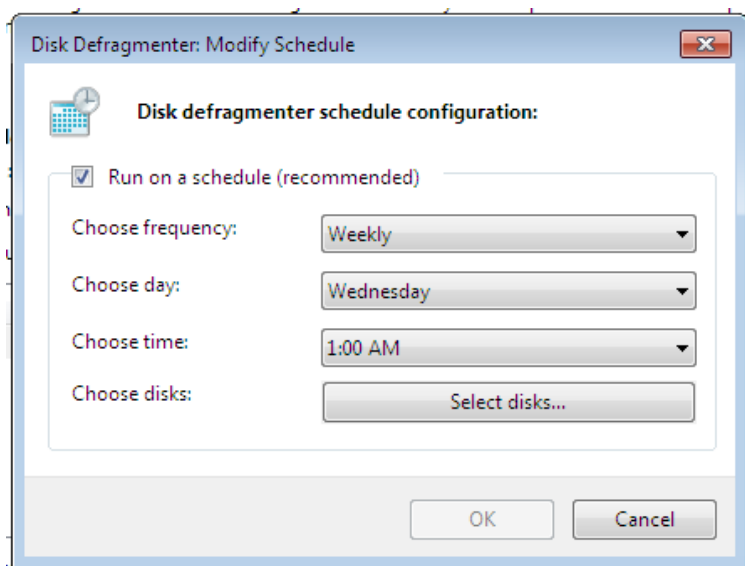 Disk Defragmenter: Modify Schedule
Disk defragmenter schedule configuration:
Run on a schedule (recommended)
Choose frequency: Weekly
Choose day: Wednesday
Choose time: 1:00 AM
Choose disks: Select disks...
OK Cancel